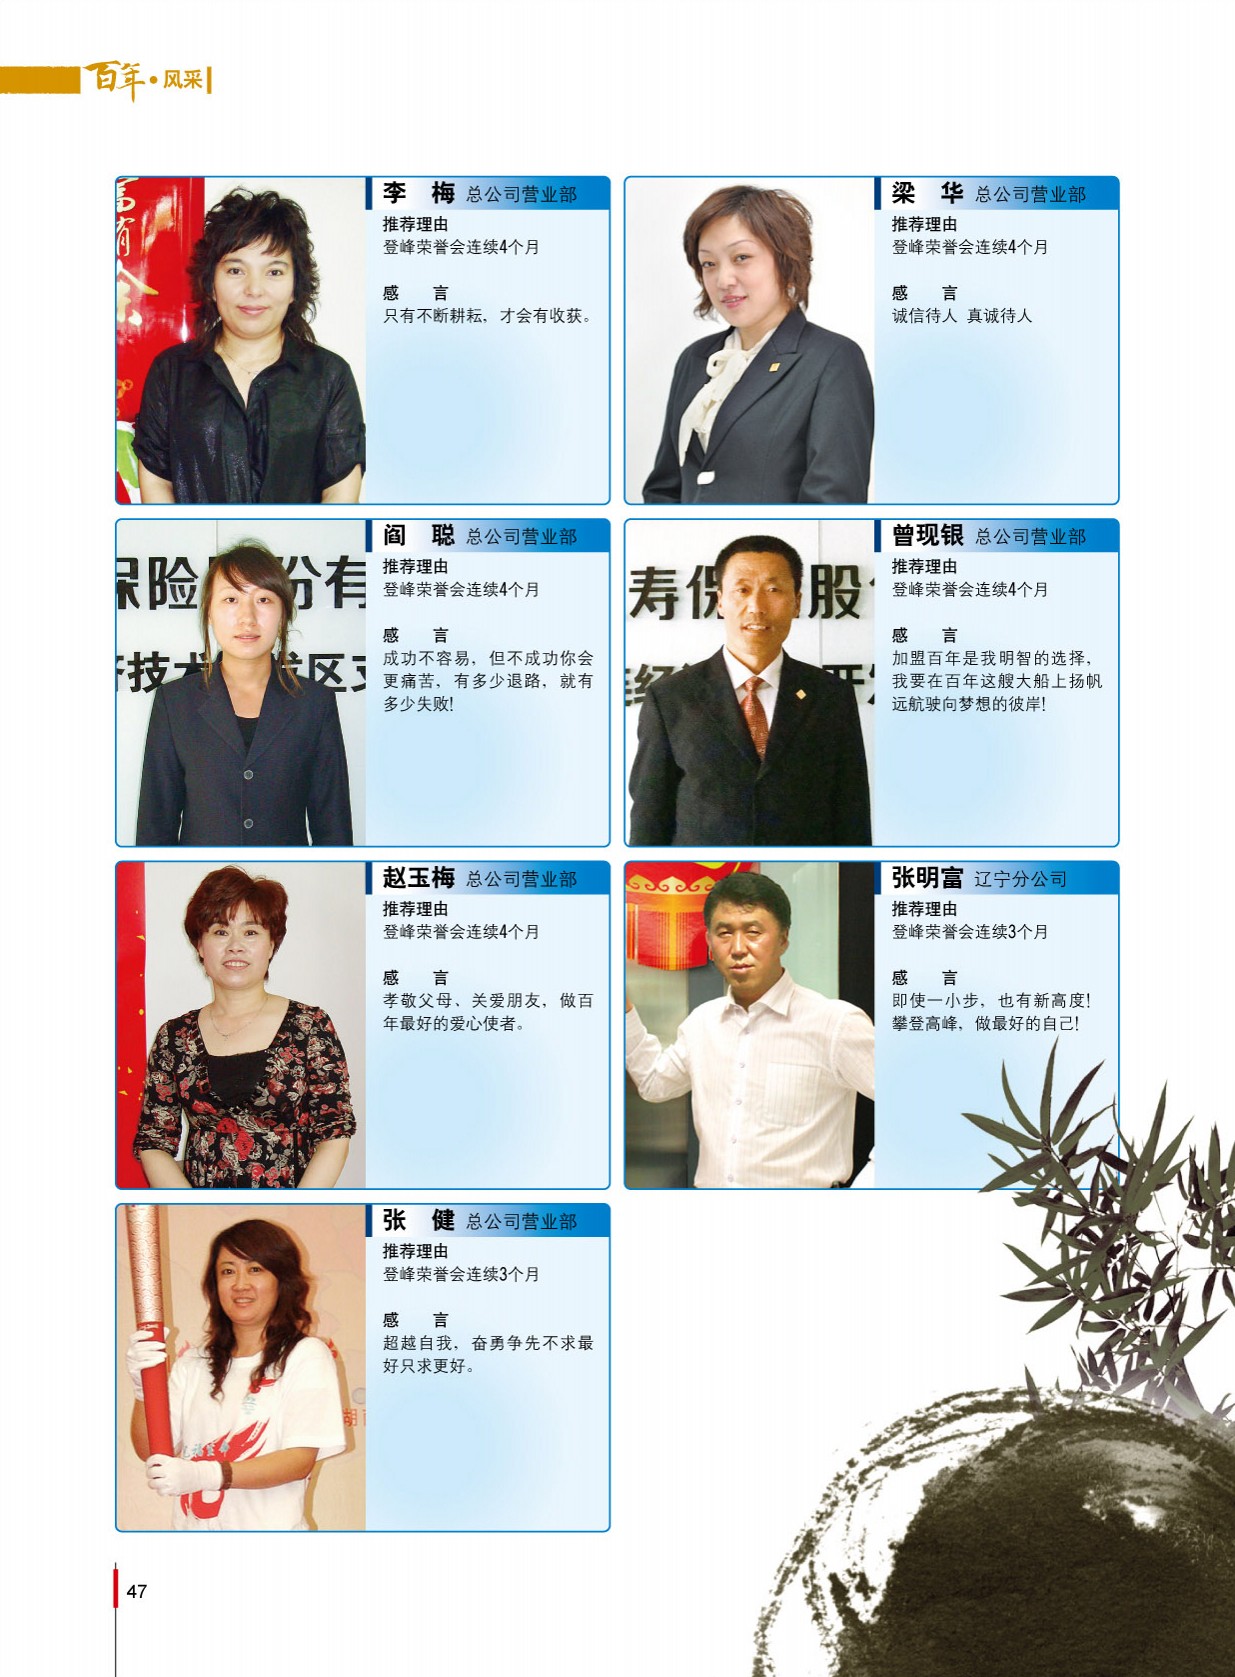 百年·风采
李　梅 总公司营业部
推荐理由
登峰荣誉会连续4个月
感　　言
只有不断耕耘，才会有收获。
梁　华 总公司营业部
推荐理由
登峰荣誉会连续4个月
感　　言
诚信待人 真诚待人
保险 份有
技术 发区支
阎　聪 总公司营业部
推荐理由
登峰荣誉会连续4个月
感　　言
成功不容易，但不成功你会
更痛苦，有多少退路，就有
多少失败！
寿保 股
经 开
曾现银 总公司营业部
推荐理由
登峰荣誉会连续4个月
感　　言
加盟百年是我明智的选择，
我要在百年这艘大船上扬帆
远航驶向梦想的彼岸！
赵玉梅 总公司营业部
推荐理由
登峰荣誉会连续4个月
感　　言
孝敬父母、关爱朋友，做百
年最好的爱心使者。
张明富 辽宁分公司
推荐理由
登峰荣誉会连续3个月
感　　言
即使一小步，也有新高度！
攀登高峰，做最好的自己！
张　健 总公司营业部
推荐理由
登峰荣誉会连续3个月
感　　言
超越自我，奋勇争先不求最
好只求更好。
47